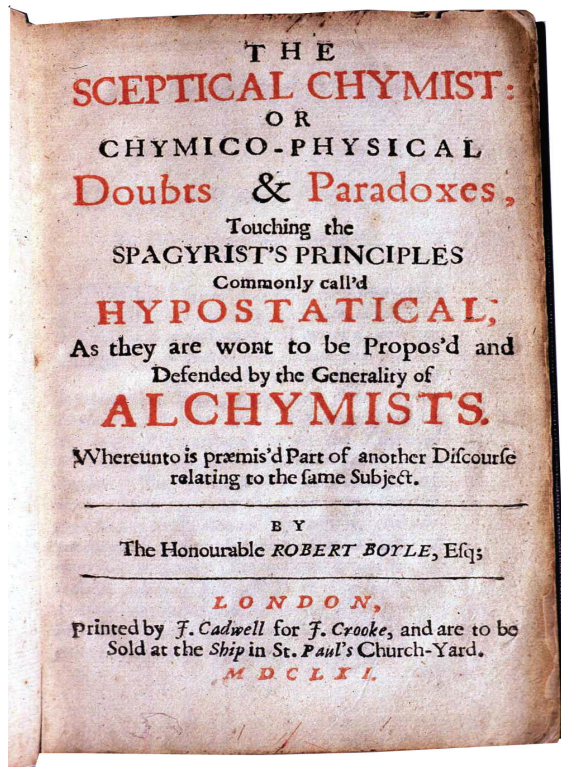 THE
SCEPTICAL CHYMIST:
OR
CHYMICO-PHYSICAL
Doubts & Paradoxes,
Touching the
SPAGYRIST'S PRINCIPLES
Commonly call'd
HYPOSTATICAL;
As they are wont to be Propos'd and
Defended by the Generality of
ALCHYMISTS.
Whereunto is præmis'd Part of another Diſcourſe
relating to the ſame Subject.
BY
The Honourable ROBERT BOYLE, Eſq;
LONDON,
Printed by J. Cadwell for J. Crooke, and are to be
Sold at the Ship in St. Paul's Church-Yard.
MDCLXI.